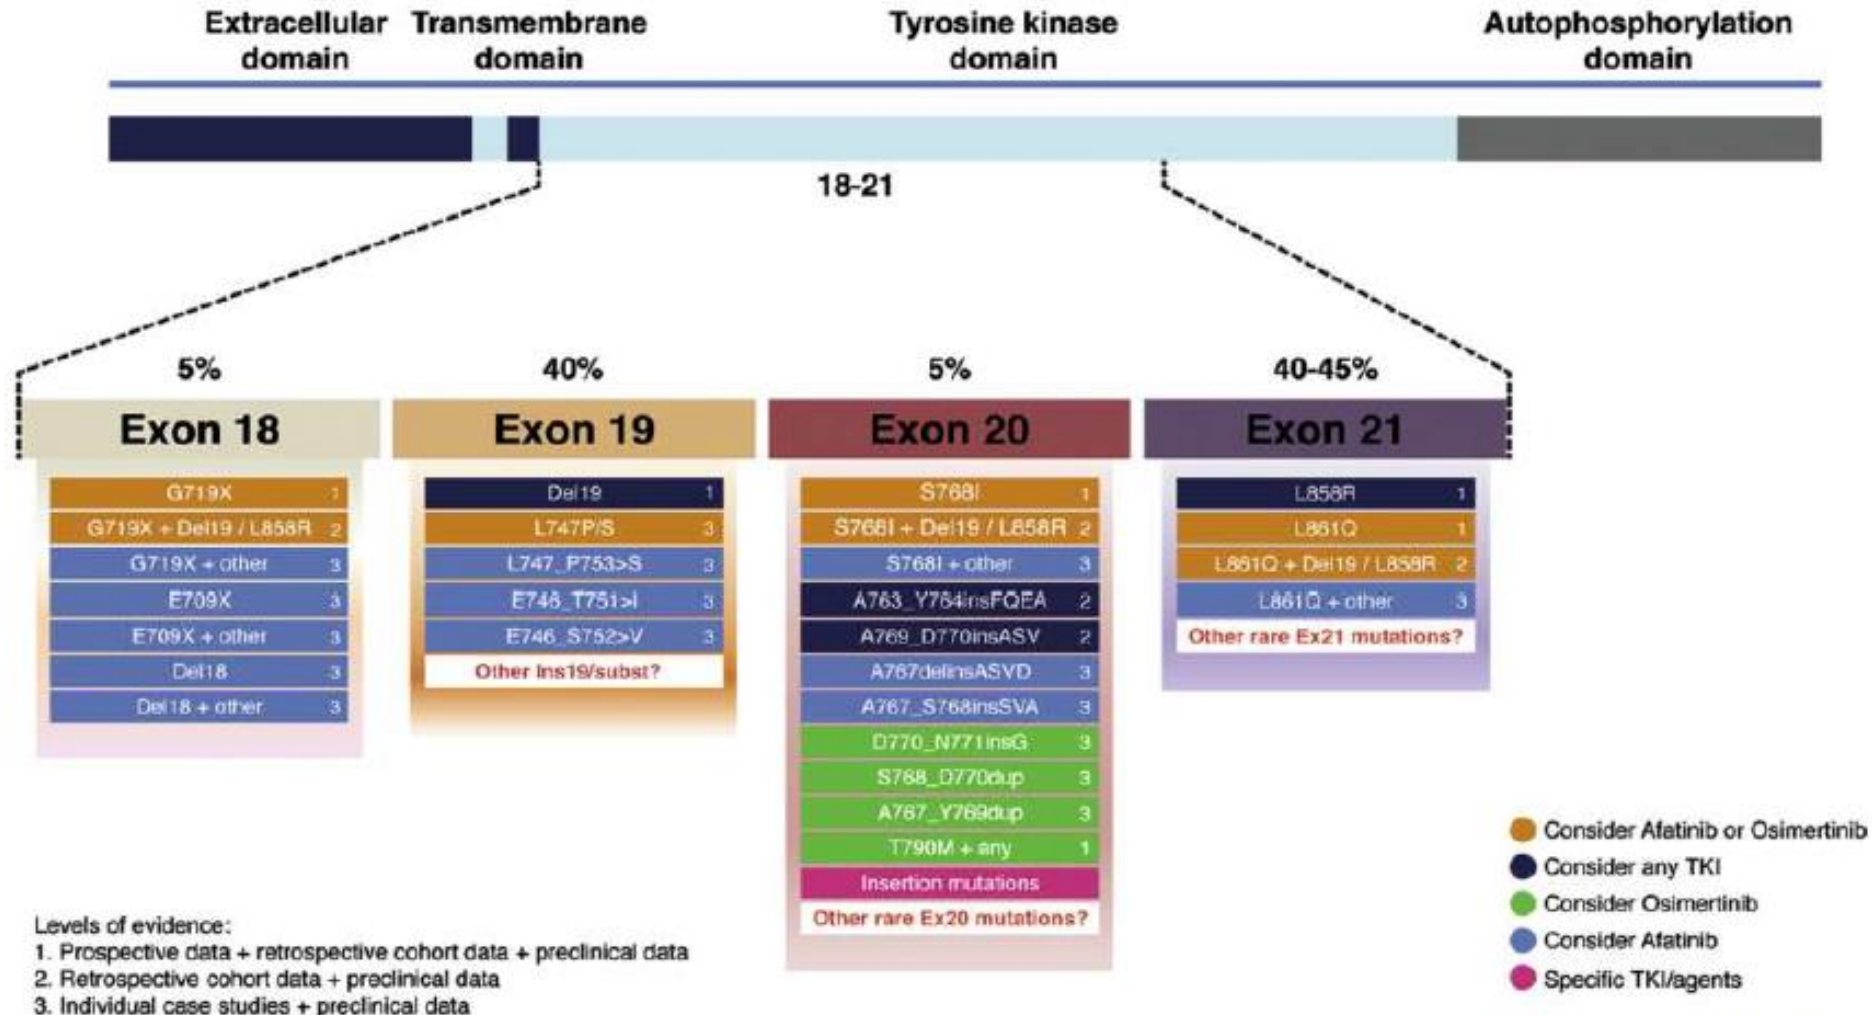 Extracellular domain
Transmembrane domain
Tyrosine kinase domain
Autophosphorylation domain
18-21
5%
40%
5%
40-45%
Exon 18
Exon 19
Exon 20
Exon 21
G719X 1
G719X + Del19 / L858R 2
G719X + other 3
E709X 3
E709X + other 3
Del18 3
Del18 + other 3
Del19 1
L747P/S 3
L747_P753>S 3
E746_T751>I 3
E746_S752>V 3
Other Ins19/subst?
S768I 1
S768I + Del19 / L858R 2
S768I + other 3
A763_Y764insFQEA 2
A769_D770insASV 2
A767delinsASVD 3
A767_S768insSVA 3
D770_N771insG 3
S768_D770dup 3
A767_Y769dup 3
T790M + any 1
Insertion mutations
Other rare Ex20 mutations?
L858R 1
L861Q 1
L861Q + Del19 / L858R 2
L861Q + other 3
Other rare Ex21 mutations?
Levels of evidence:
1. Prospective data + retrospective cohort data + preclinical data
2. Retrospective cohort data + preclinical data
3. Individual case studies + preclinical data
Consider Afatinib or Osimertinib
Consider any TKI
Consider Osimertinib
Consider Afatinib
Specific TKI/agents